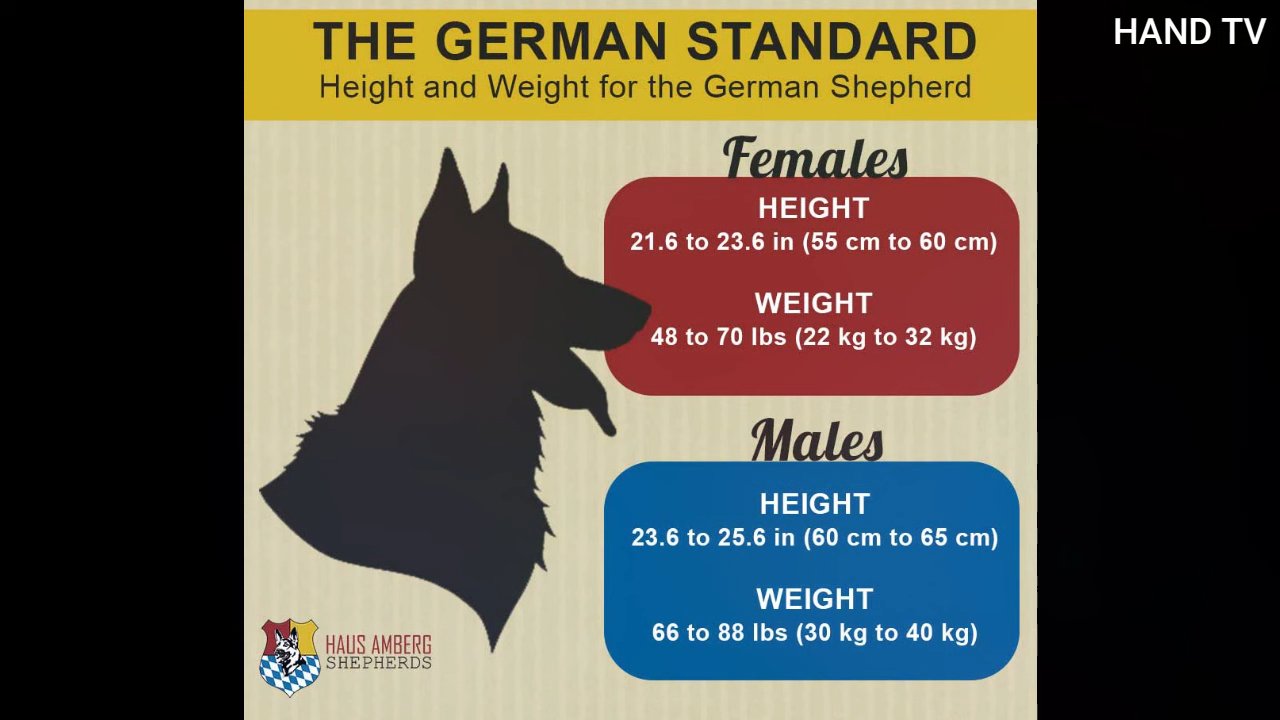 HAND TV
THE GERMAN STANDARD
Height and Weight for the German Shepherd
Females
HEIGHT
21.6 to 23.6 in (55 cm to 60 cm)
WEIGHT
48 to 70 lbs (22 kg to 32 kg)
Males
HEIGHT
23.6 to 25.6 in (60 cm to 65 cm)
WEIGHT
66 to 88 lbs (30 kg to 40 kg)
HAUS AMBERG
SHEPHERDS